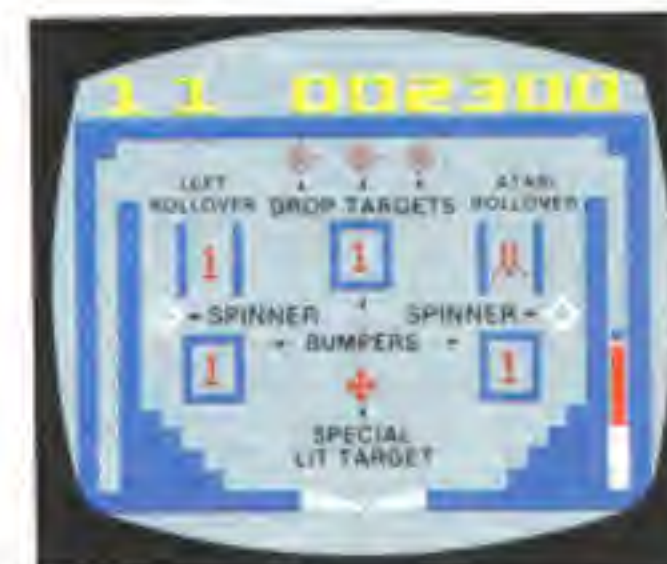 1 1 002300
LEFT ROLLOVER
DROP TARGETS
ATARI ROLLOVER
1
1
SPINNER
SPINNER
BUMPERS
1
1
SPECIAL
LIT TARGET